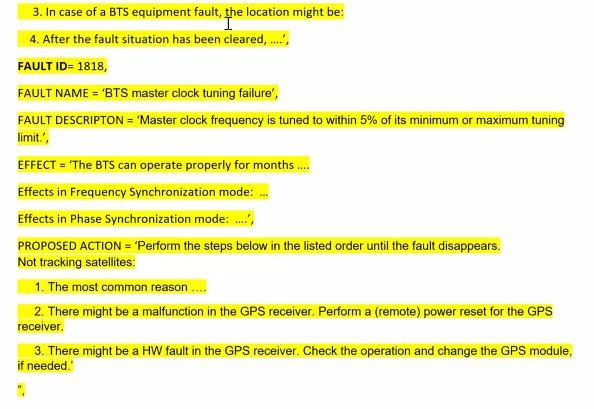 3. In case of a BTS equipment fault, the location might be:
4. After the fault situation has been cleared, ....',
FAULT ID= 1818,
FAULT NAME = 'BTS master clock tuning failure',
FAULT DESCRIPTON = 'Master clock frequency is tuned to within 5% of its minimum or maximum tuning
limit.',
EFFECT = 'The BTS can operate properly for months ....
Effects in Frequency Synchronization mode:  ...
Effects in Phase Synchronization mode:  ....',
PROPOSED ACTION = 'Perform the steps below in the listed order until the fault disappears.
Not tracking satellites:
1. The most common reason ....
2. There might be a malfunction in the GPS receiver. Perform a (remote) power reset for the GPS
receiver.
3. There might be a HW fault in the GPS receiver. Check the operation and change the GPS module,
if needed.'
",